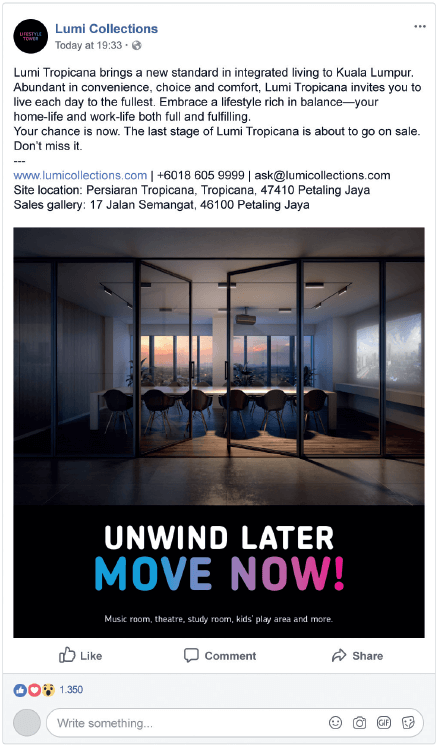 LIFESTYLE
TOWER
Lumi Collections
Today at 19:33 ·
Lumi Tropicana brings a new standard in integrated living to Kuala Lumpur.
Abundant in convenience, choice and comfort, Lumi Tropicana invites you to
live each day to the fullest. Embrace a lifestyle rich in balance—your
home-life and work-life both full and fulfilling.
Your chance is now. The last stage of Lumi Tropicana is about to go on sale.
Don't miss it.
---
www.lumicollections.com | +6018 605 9999 | ask@lumicollections.com
Site location: Persiaran Tropicana, Tropicana, 47410 Petaling Jaya
Sales gallery: 17 Jalan Semangat, 46100 Petaling Jaya
UNWIND LATER
MOVE NOW!
Music room, theatre, study room, kids' play area and more.
Like Comment Share
1.350
Write something... GIF